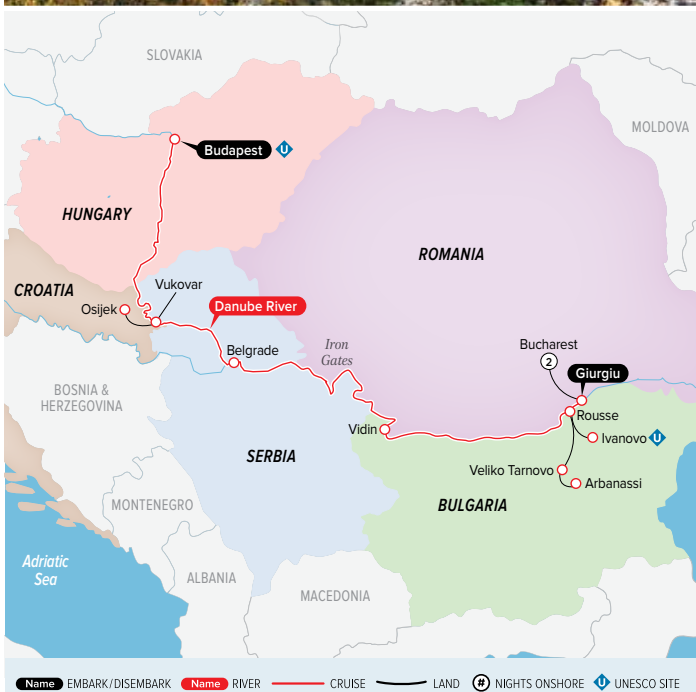 SLOVAKIA
MOLDOVA
Budapest U
HUNGARY
ROMANIA
CROATIA
Vukovar
Osijek
Danube River
Belgrade
Iron
Gates
Bucharest
2
Giurgiu
BOSNIA &
HERZEGOVINA
Rousse
Vidin
Ivanovo U
SERBIA
Veliko Tarnovo
Arbanassi
BULGARIA
MONTENEGRO
Adriatic
Sea
ALBANIA
MACEDONIA
Name EMBARK/DISEMBARK Name RIVER CRUISE LAND # NIGHTS ONSHORE U UNESCO SITE